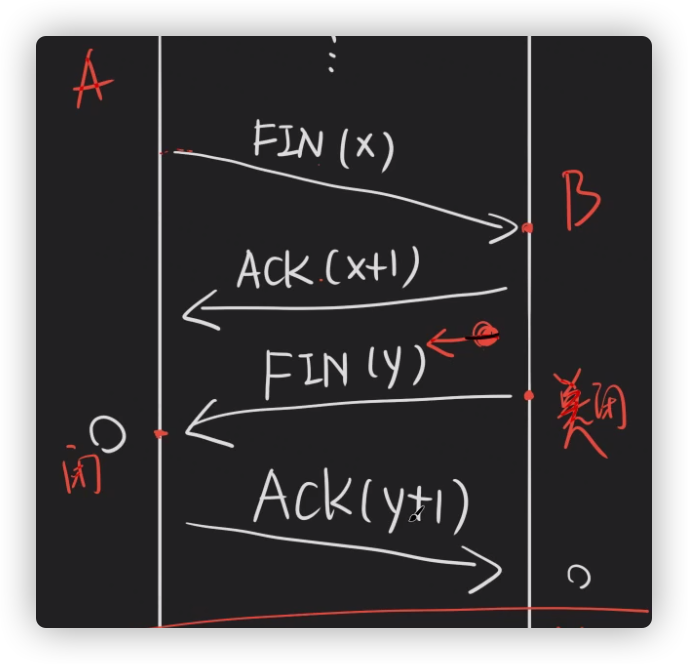 A
FIN (x)
B
ACK (x+1)
FIN (y)
关闭
闭
ACK (y+1)